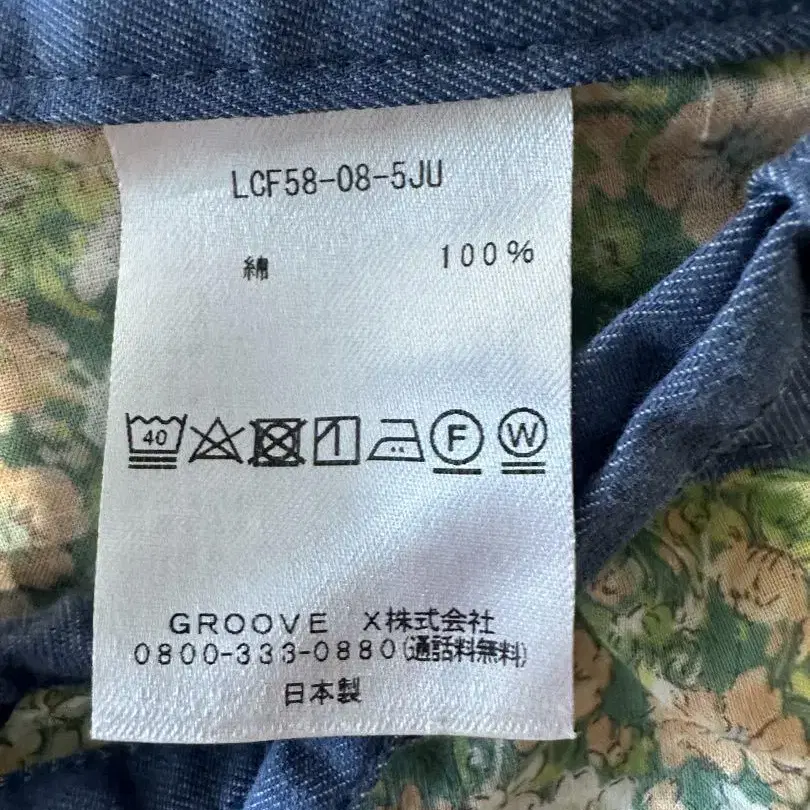 LCF58-08-5JU
綿 100%
40 F W
GROOVE X株式会社
0800-333-0880(通話料無料)
日本製